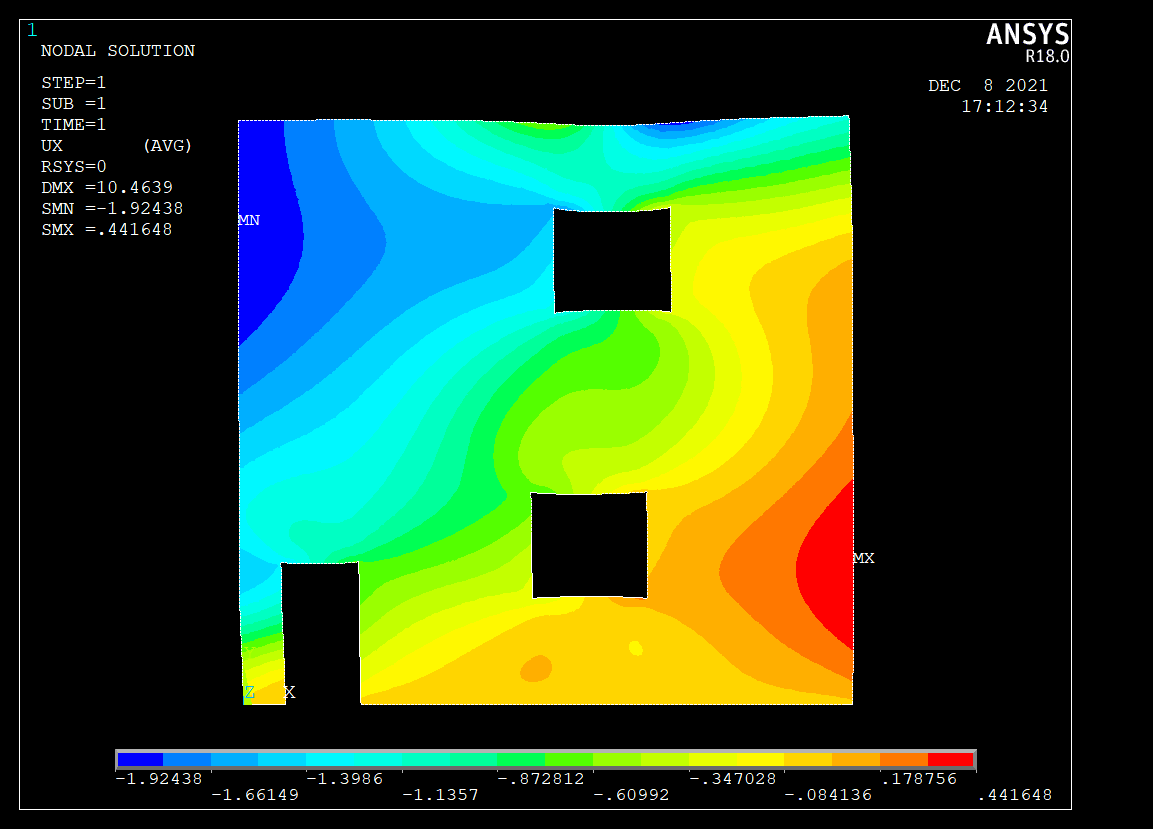 1
ANSYS
R18.0
NODAL SOLUTION
DEC  8 2021
17:12:34
STEP=1
SUB =1
TIME=1
UX       (AVG)
RSYS=0
DMX =10.4639
SMN =-1.92438
SMX =.441648
MN
MX
Z  X
-1.92438 -1.3986 -.872812 -.347028 .178756
-1.66149 -1.1357 -.60992 -.084136 .441648